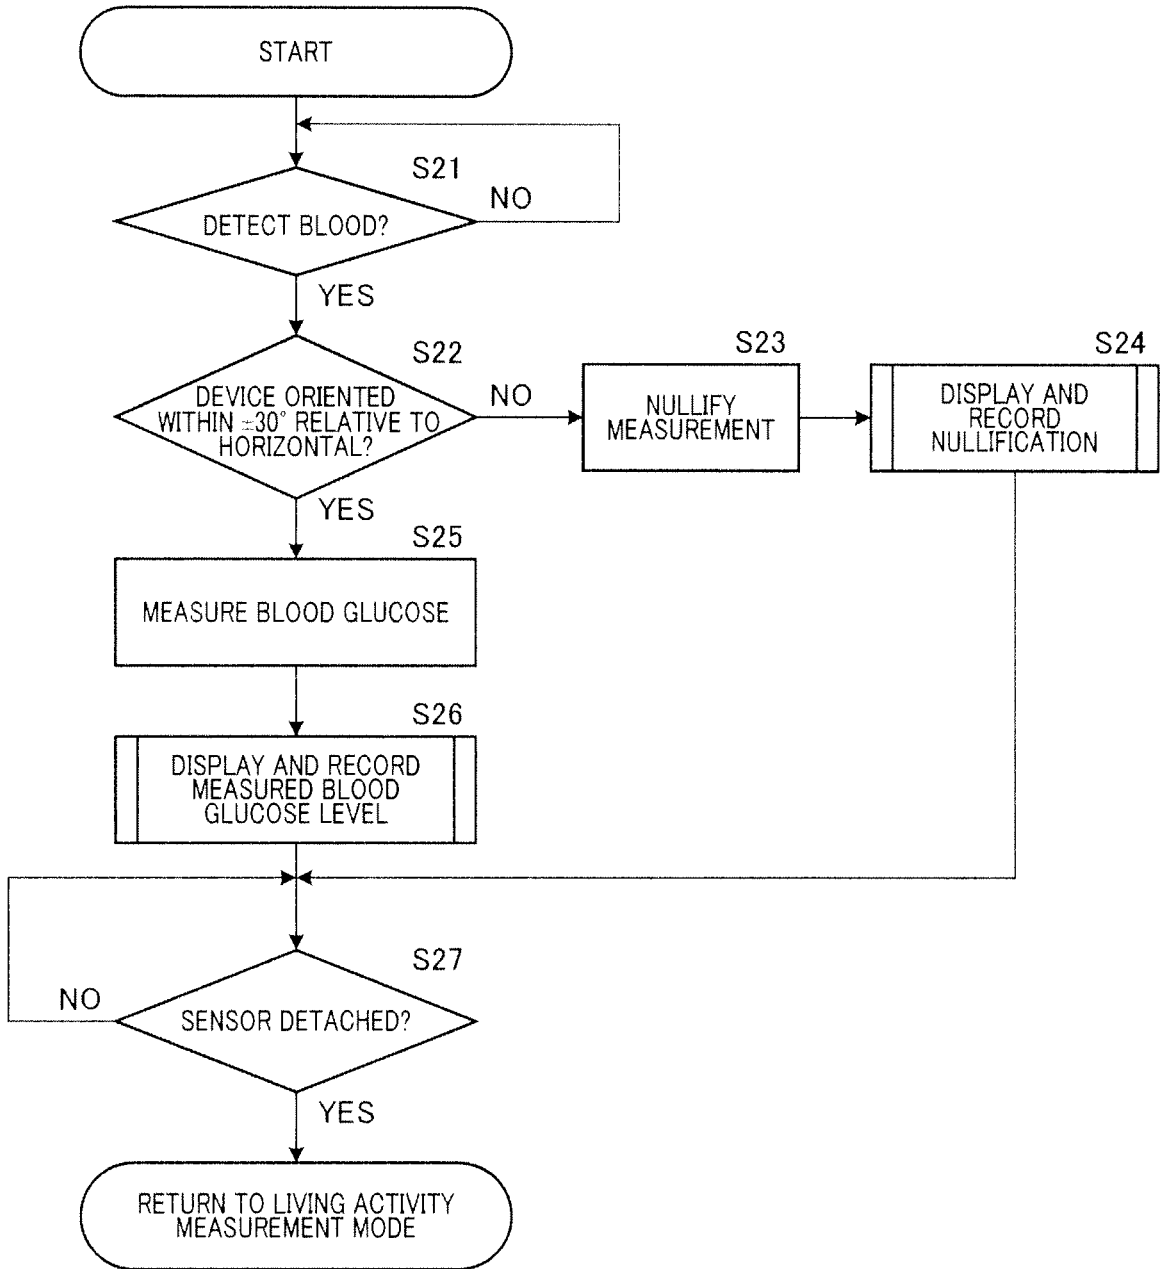 START
S21
DETECT BLOOD?
NO
YES
S22
DEVICE ORIENTED
WITHIN ±30° RELATIVE TO
HORIZONTAL?
NO
YES
S23
NULLIFY
MEASUREMENT
S24
DISPLAY AND
RECORD
NULLIFICATION
S25
MEASURE BLOOD GLUCOSE
S26
DISPLAY AND RECORD
MEASURED BLOOD
GLUCOSE LEVEL
S27
SENSOR DETACHED?
NO
YES
RETURN TO LIVING ACTIVITY
MEASUREMENT MODE